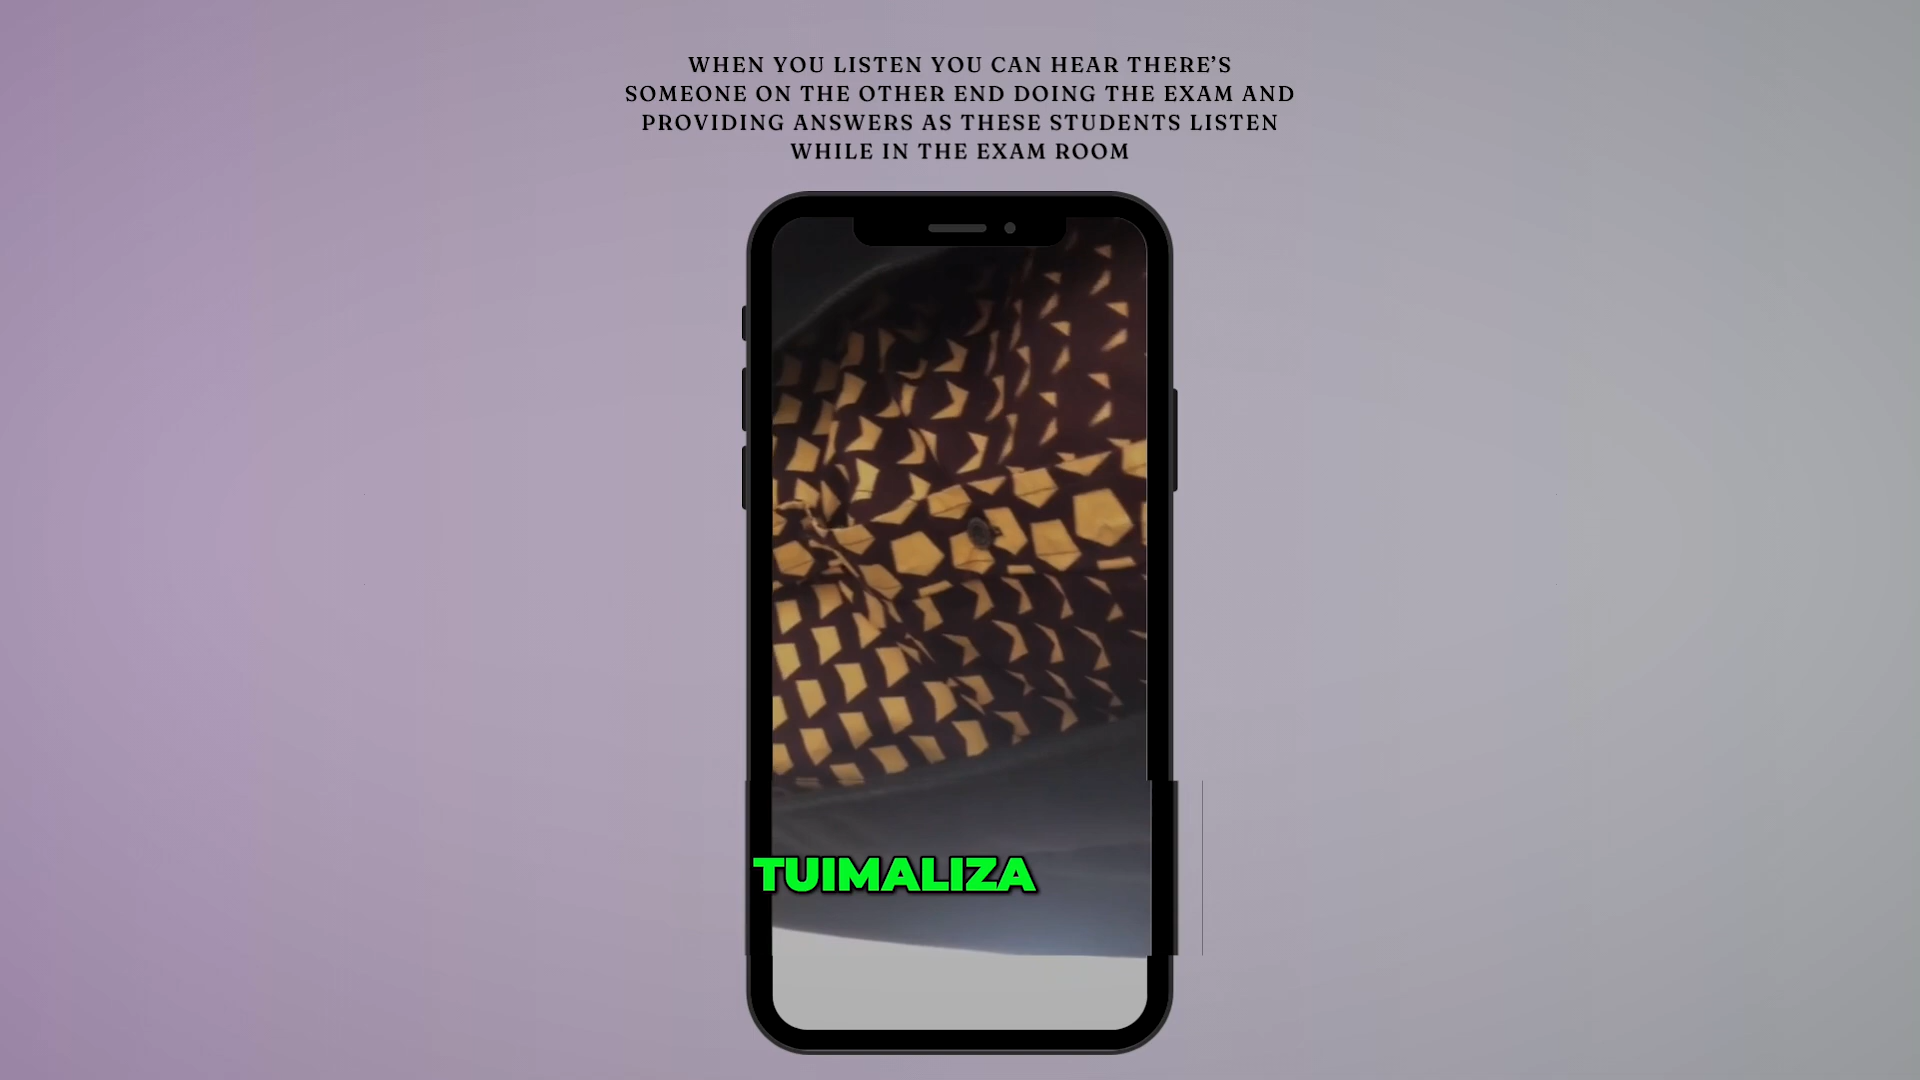 WHEN YOU LISTEN YOU CAN HEAR THERE’S
SOMEONE ON THE OTHER END DOING THE EXAM AND
PROVIDING ANSWERS AS THESE STUDENTS LISTEN
WHILE IN THE EXAM ROOM
TUIMALIZA